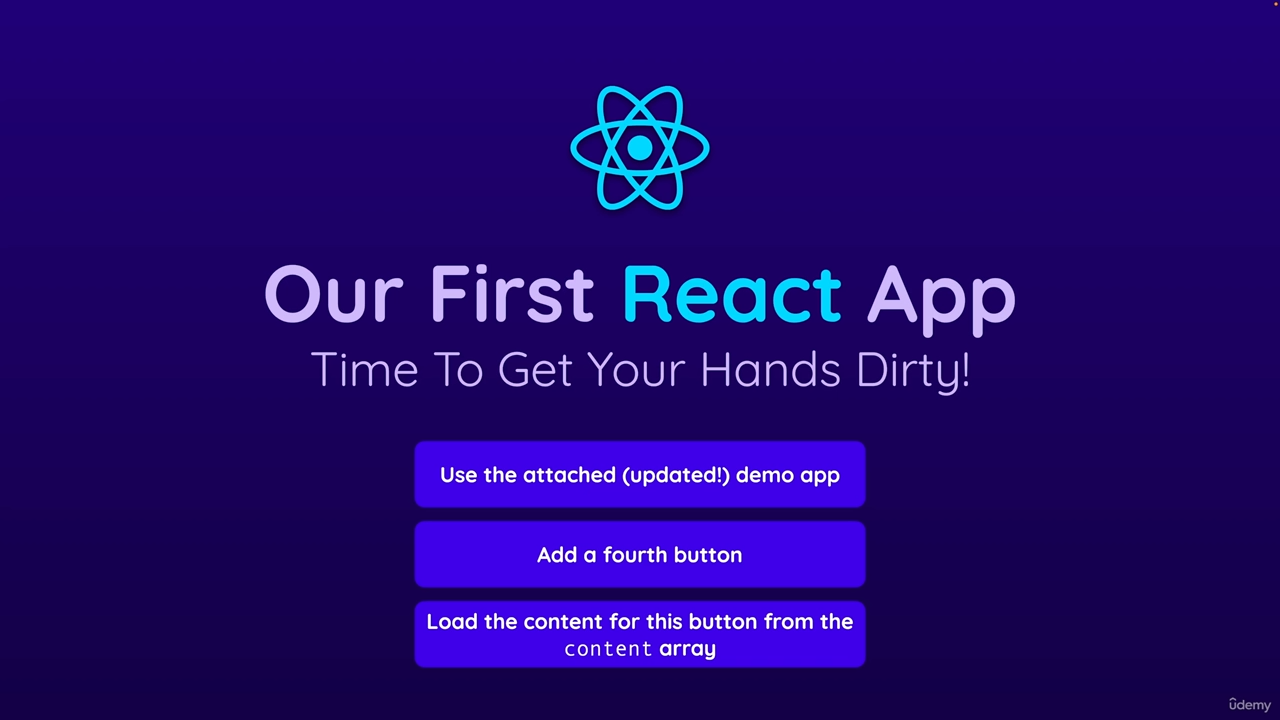 Our First React App
Time To Get Your Hands Dirty!
Use the attached (updated!) demo app
Add a fourth button
Load the content for this button from the
content array
ûdemy